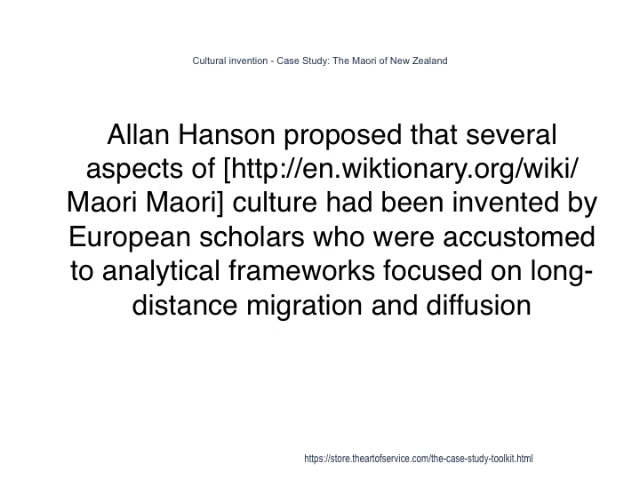 Cultural invention - Case Study: The Maori of New Zealand
Allan Hanson proposed that several
aspects of [http://en.wiktionary.org/wiki/
Maori Maori] culture had been invented by
European scholars who were accustomed
to analytical frameworks focused on long-
distance migration and diffusion
https://store.theartofservice.com/the-case-study-toolkit.html